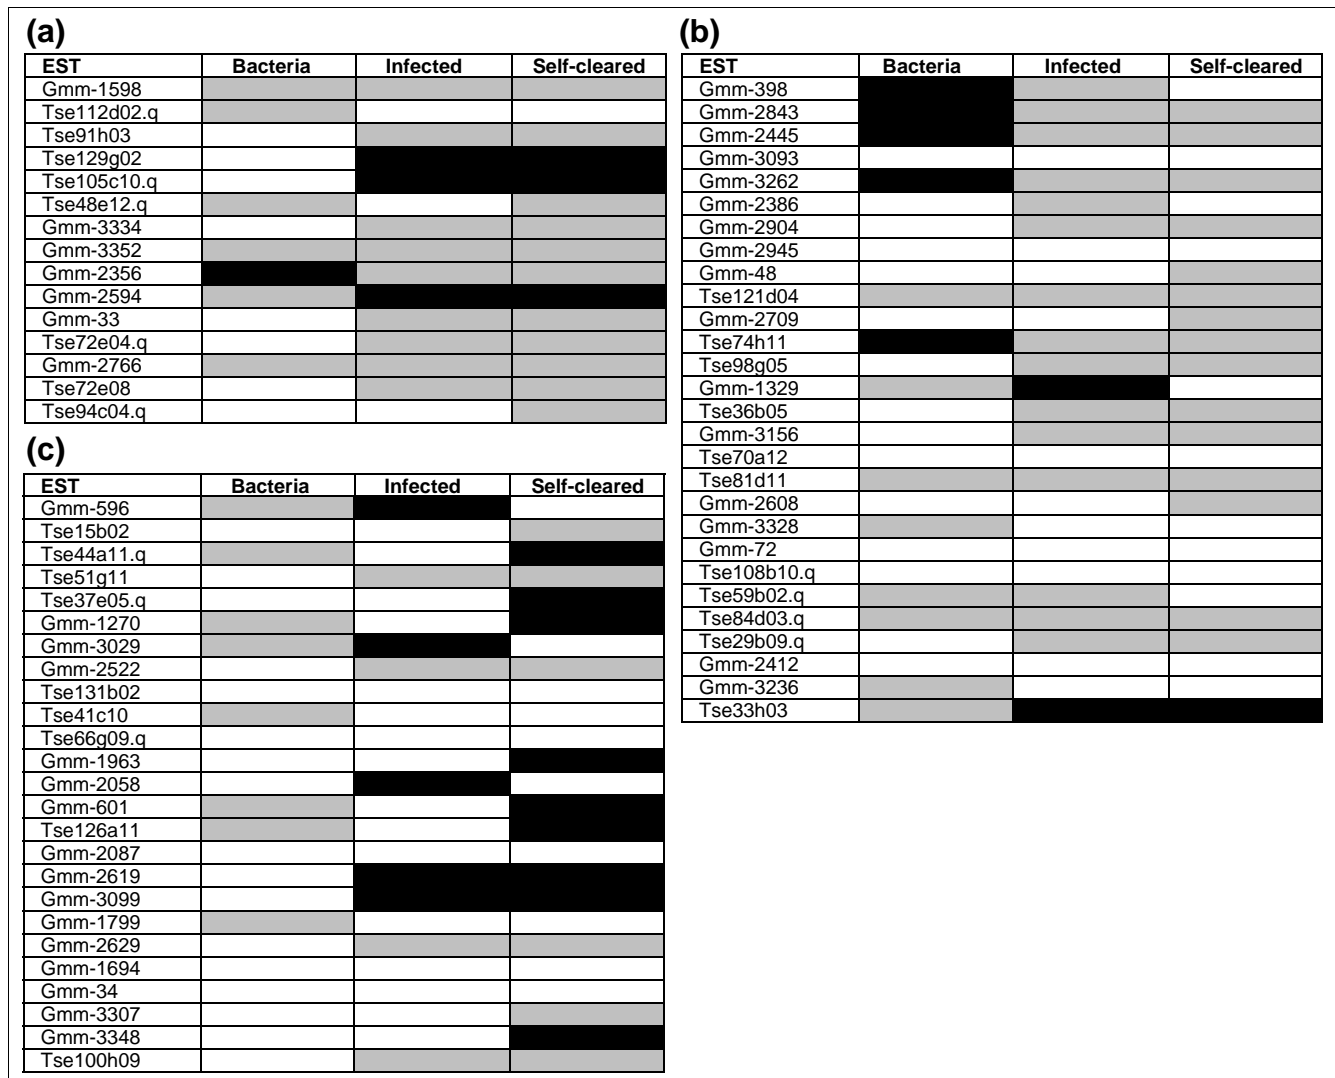 (a)
EST Bacteria Infected Self-cleared
Gmm-1598
Tse112d02.q
Tse91h03
Tse129g02
Tse105c10.q
Tse48e12.q
Gmm-3334
Gmm-3352
Gmm-2356
Gmm-2594
Gmm-33
Tse72e04.q
Gmm-2766
Tse72e08
Tse94c04.q
(b)
EST Bacteria Infected Self-cleared
Gmm-398
Gmm-2843
Gmm-2445
Gmm-3093
Gmm-3262
Gmm-2386
Gmm-2904
Gmm-2945
Gmm-48
Tse121d04
Gmm-2709
Tse74h11
Tse98g05
Gmm-1329
Tse36b05
Gmm-3156
Tse70a12
Tse81d11
Gmm-2608
Gmm-3328
Gmm-72
Tse108b10.q
Tse59b02.q
Tse84d03.q
Tse29b09.q
Gmm-2412
Gmm-3236
Tse33h03
(c)
EST Bacteria Infected Self-cleared
Gmm-596
Tse15b02
Tse44a11.q
Tse51g11
Tse37e05.q
Gmm-1270
Gmm-3029
Gmm-2522
Tse131b02
Tse41c10
Tse66g09.q
Gmm-1963
Gmm-2058
Gmm-601
Tse126a11
Gmm-2087
Gmm-2619
Gmm-3099
Gmm-1799
Gmm-2629
Gmm-1694
Gmm-34
Gmm-3307
Gmm-3348
Tse100h09